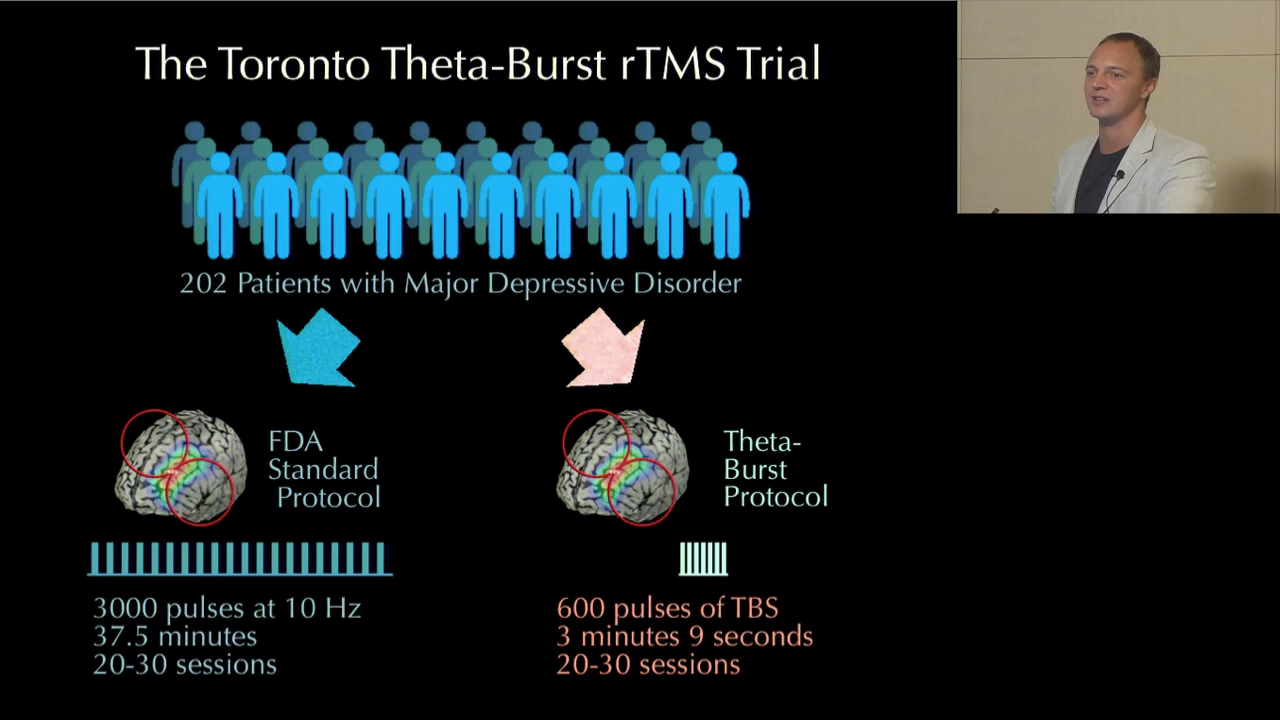 The Toronto Theta-Burst rTMS Trial
202 Patients with Major Depressive Disorder
FDA
Standard
Protocol
3000 pulses at 10 Hz
37.5 minutes
20-30 sessions
Theta-
Burst
Protocol
600 pulses of TBS
3 minutes 9 seconds
20-30 sessions